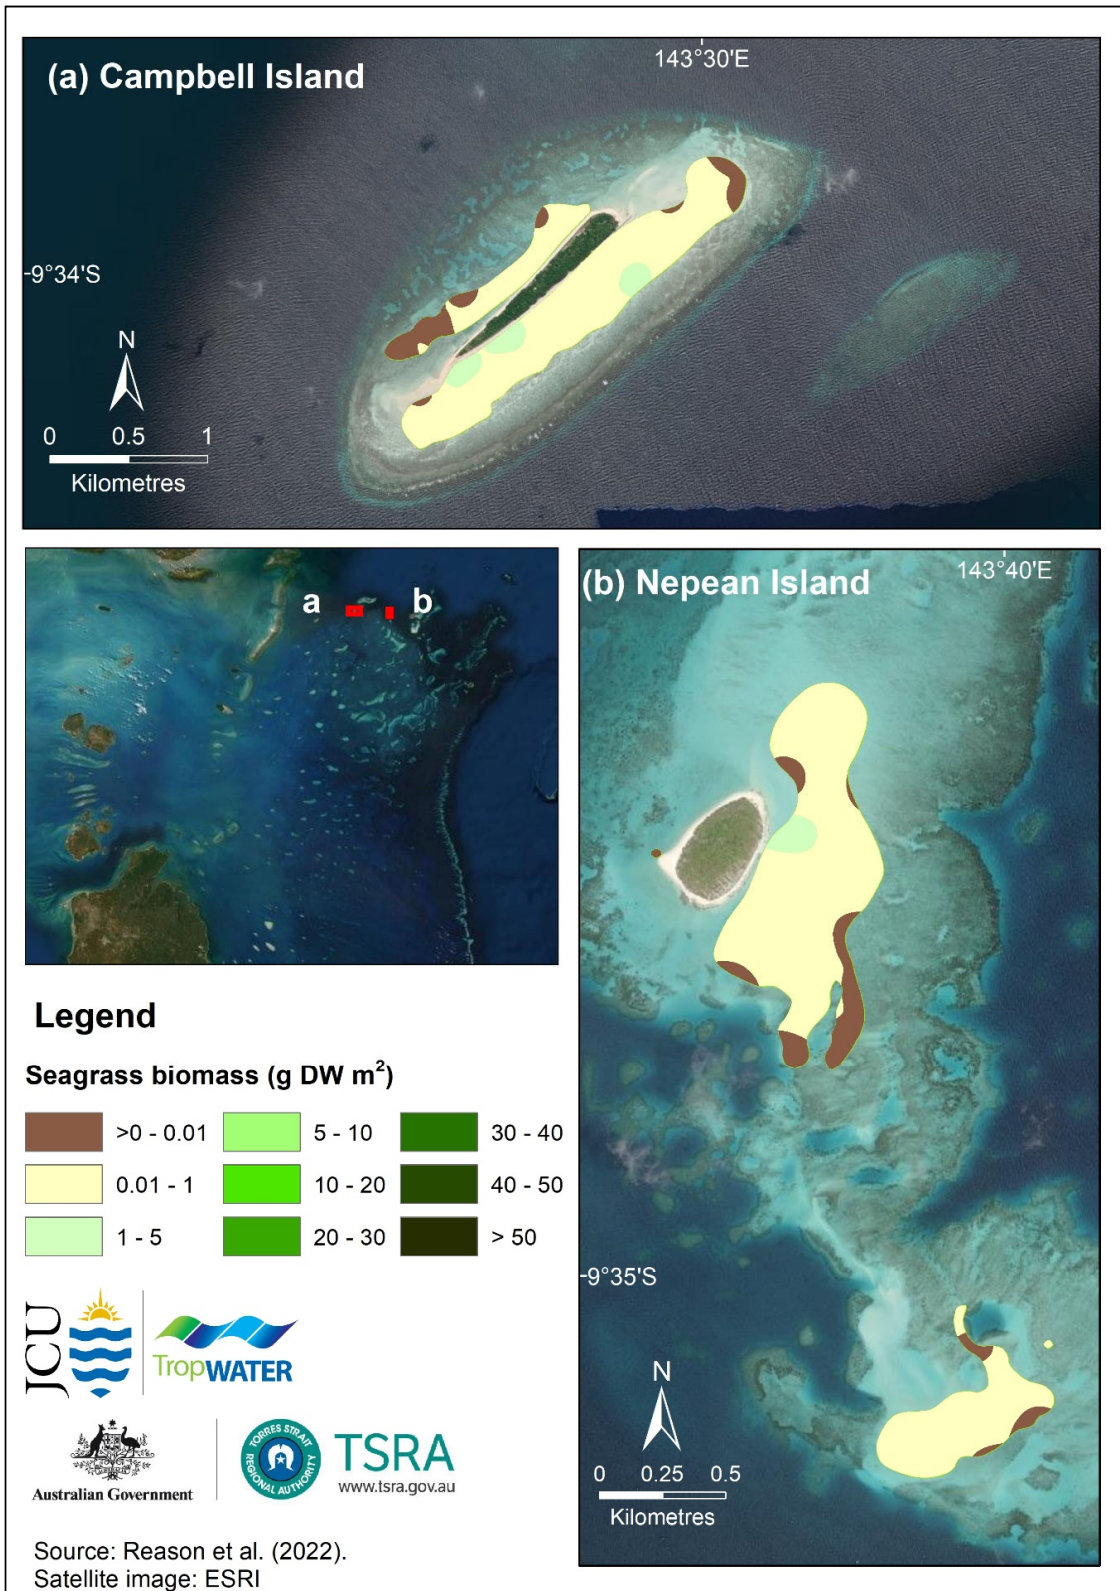 (a) Campbell Island
143°30'E
9°34'S
N
0 0.5 1
Kilometres
a b
(b) Nepean Island
143°40'E
9°35'S
N
0 0.25 0.5
Kilometres
Legend
Seagrass biomass (g DW m²)
>0 - 0.01 5 - 10 30 - 40
0.01 - 1 10 - 20 40 - 50
1 - 5 20 - 30 > 50
JCU
TropWATER
Australian Government
TORRES STRAIT
REGIONAL AUTHORITY
TSRA
www.tsra.gov.au
Source: Reason et al. (2022).
Satellite image: ESRI